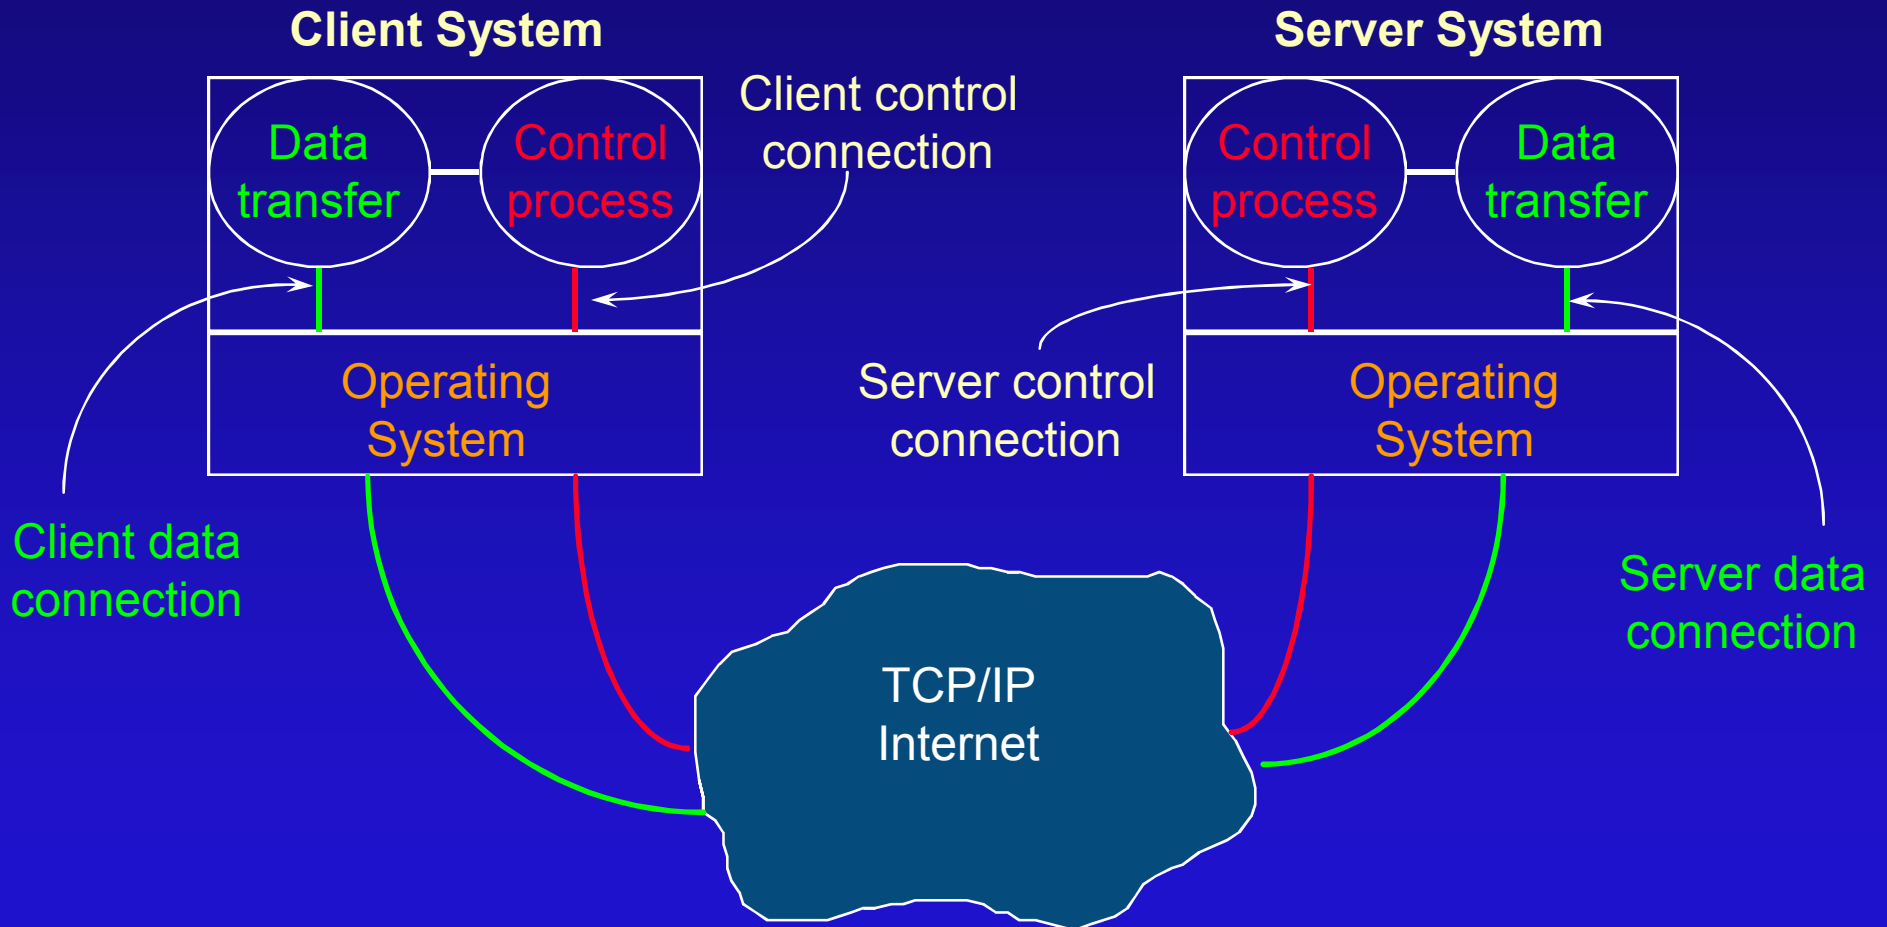 Client System
Server System
Data
transfer
Control
process
Client control
connection
Control
process
Data
transfer
Operating
System
Server control
connection
Operating
System
Client data
connection
Server data
connection
TCP/IP
Internet